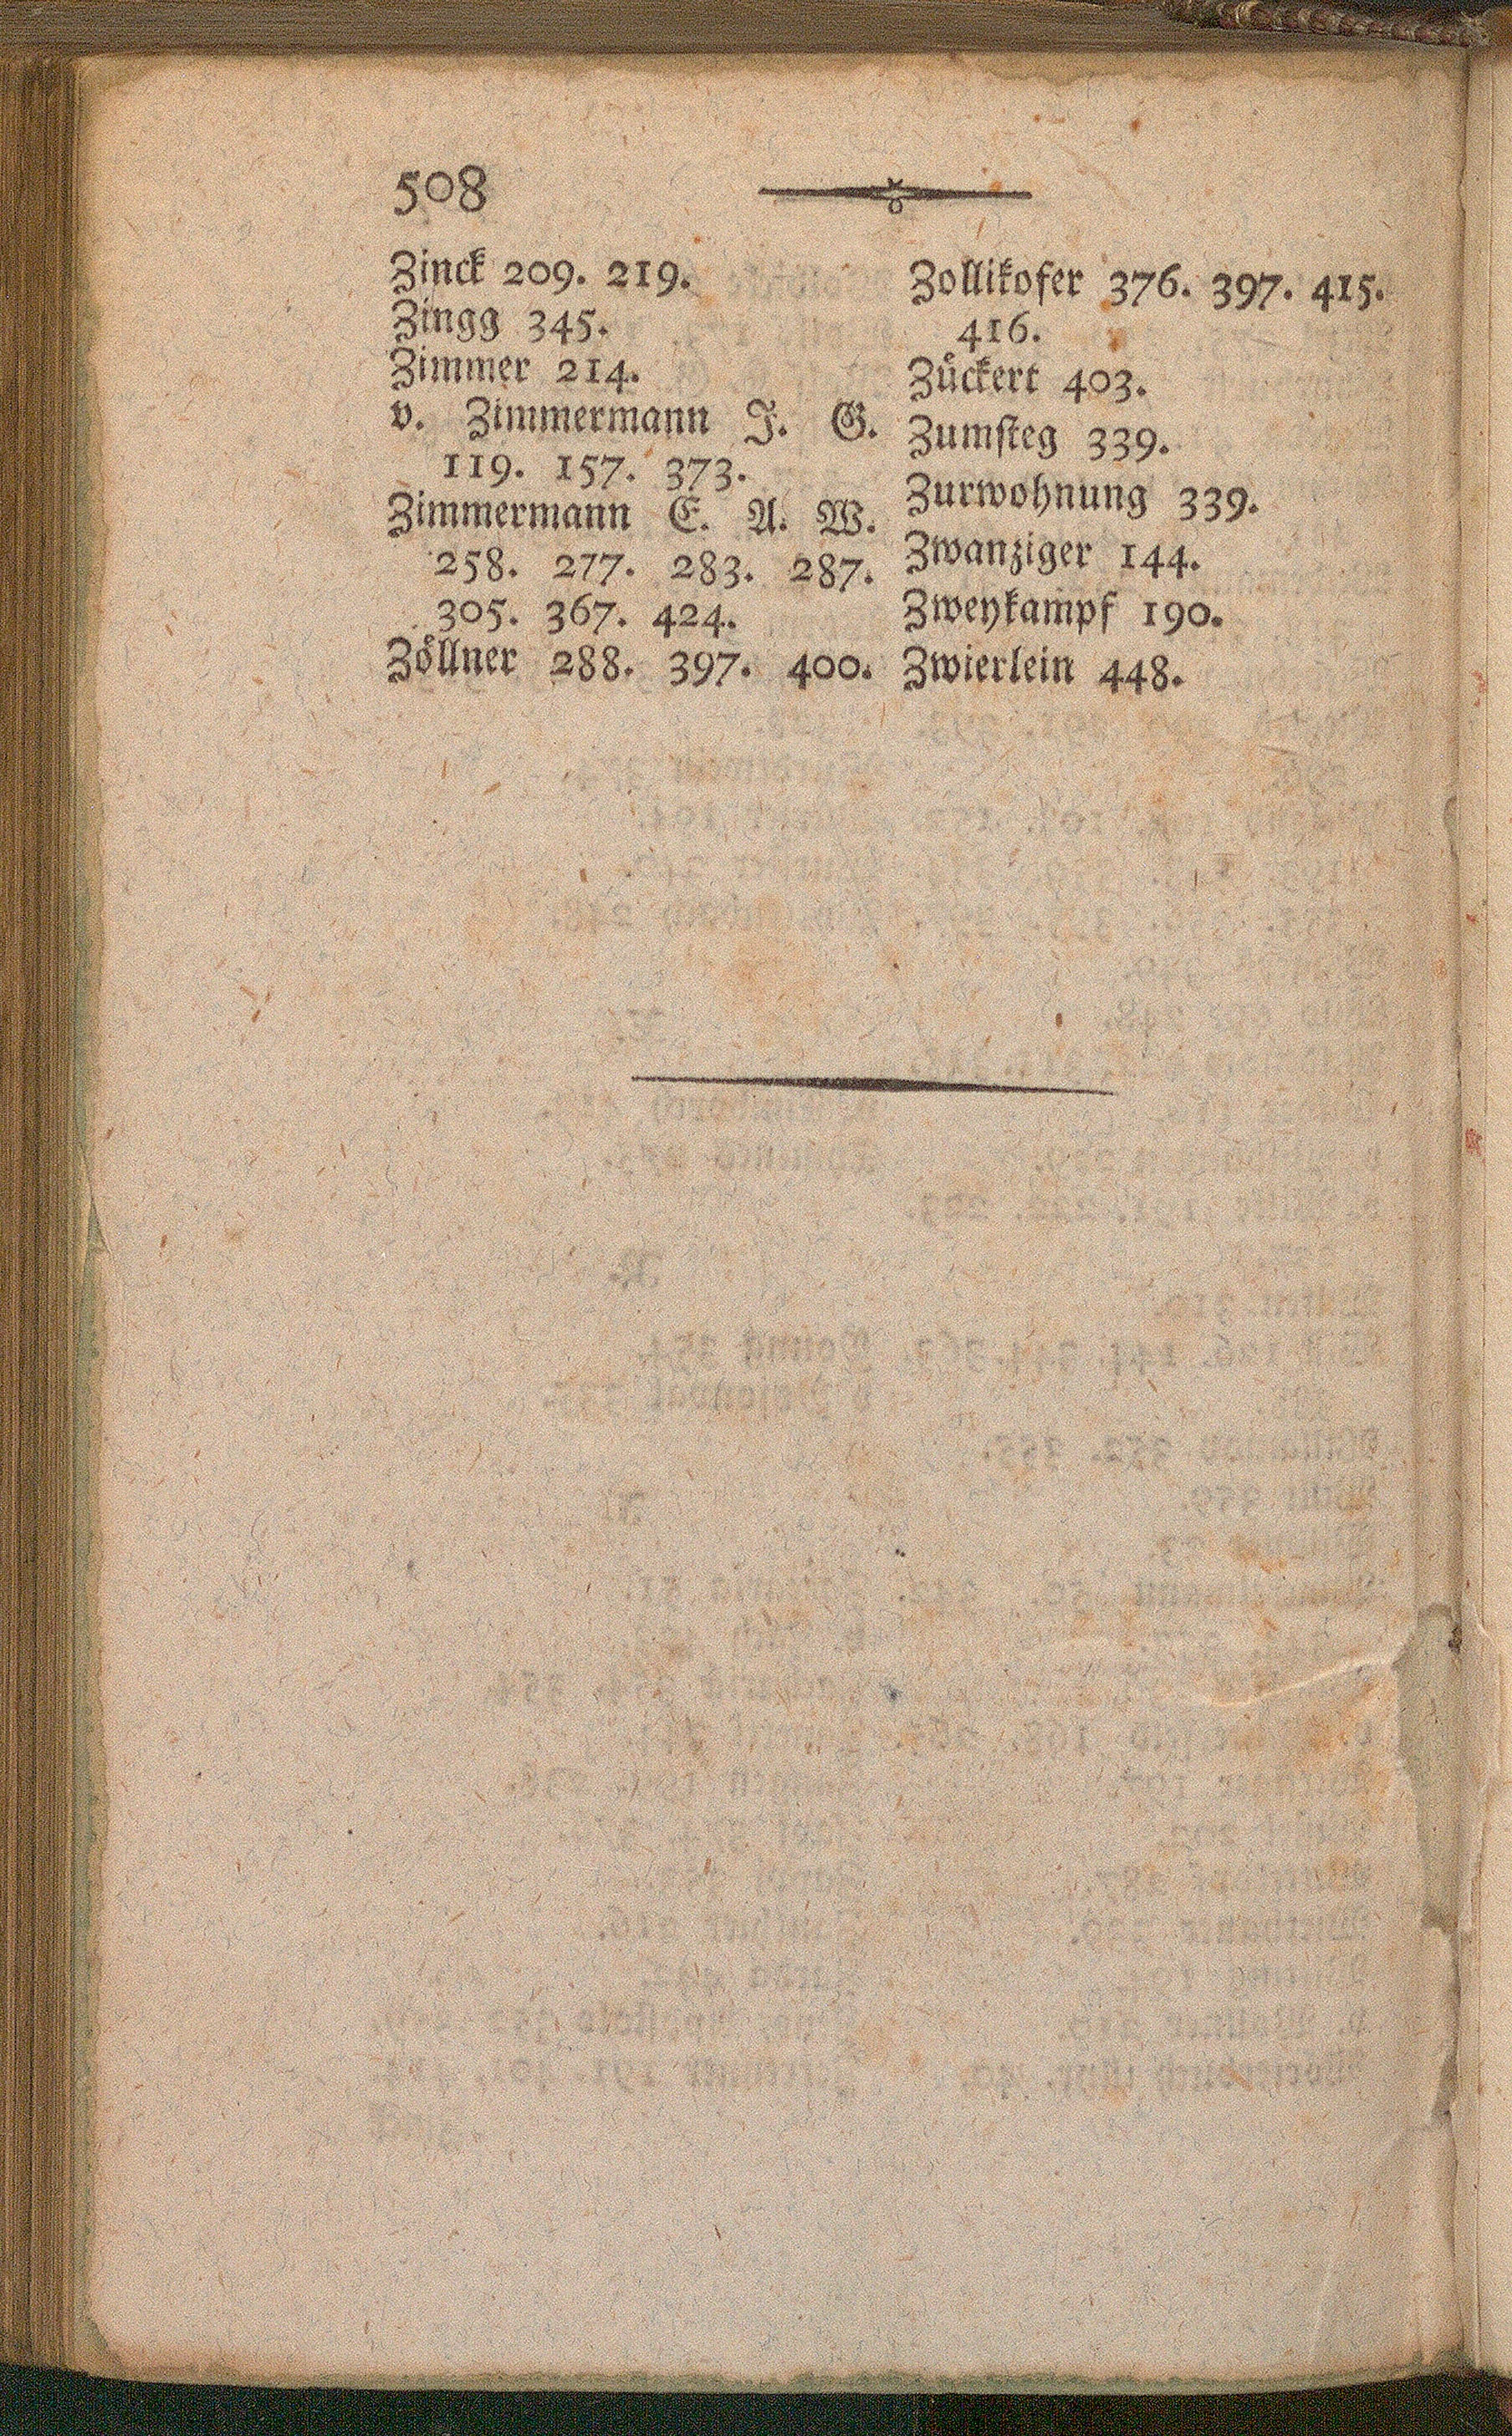 508
Zinck 209. 219.
Zingg 345.
Zimmer 214.
v. Zimmermann J. G.
119. 157. 373.
Zimmermann E. A. W.
258. 277. 283. 287.
305. 367. 424.
Zöllner 288. 397. 400.
Zollikofer 376. 397. 415.
416.
Zückert 403.
Zumsteg 339.
Zurwohnung 339.
Zwanziger 144.
Zweykampf 190.
Zwierlein 448.